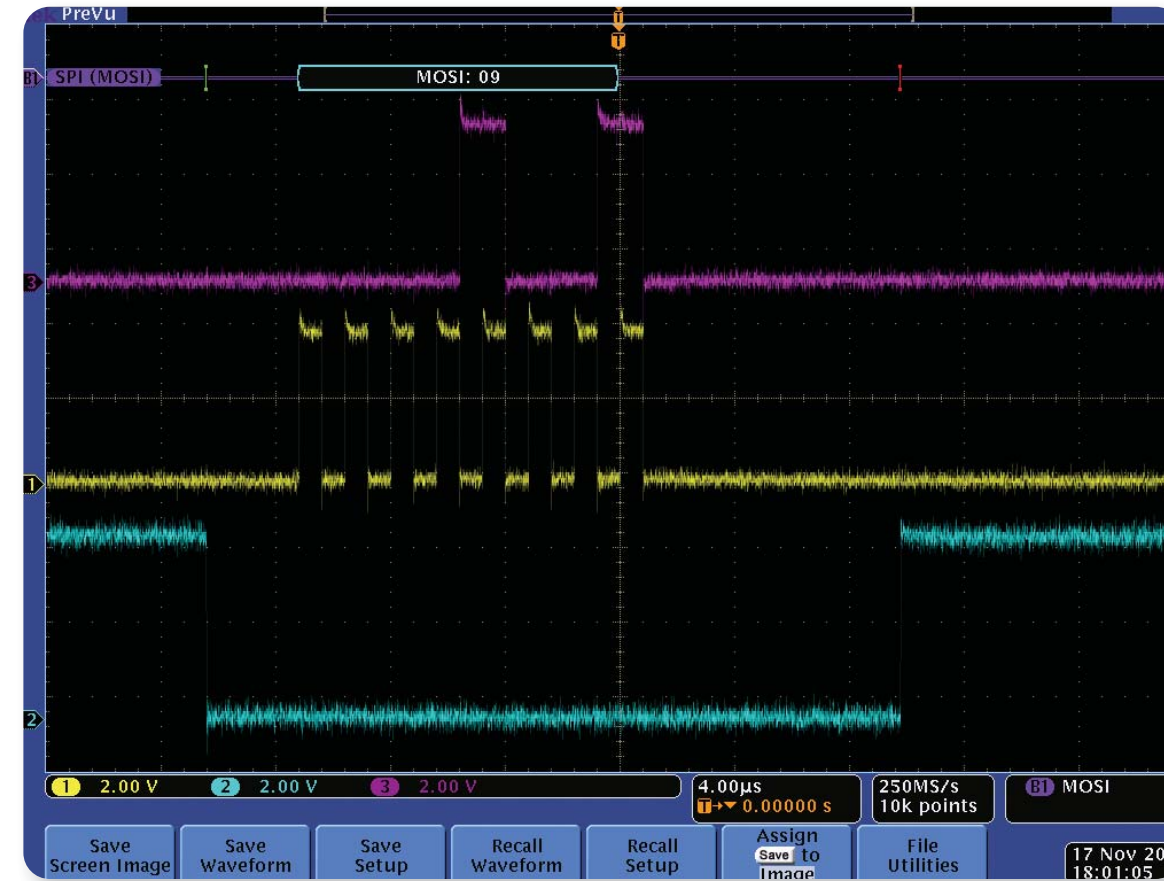 PreVu
T
T
B1 SPI (MOSI) MOSI: 09
3
1
2
1 2.00 V 2 2.00 V 3 2.00 V 4.00µs 250MS/s B1 MOSI
T→▼ 0.00000 s 10k points
Save Screen Image
Save Waveform
Save Setup
Recall Waveform
Recall Setup
Assign Save to Image
File Utilities
17 Nov 20
18:01:05